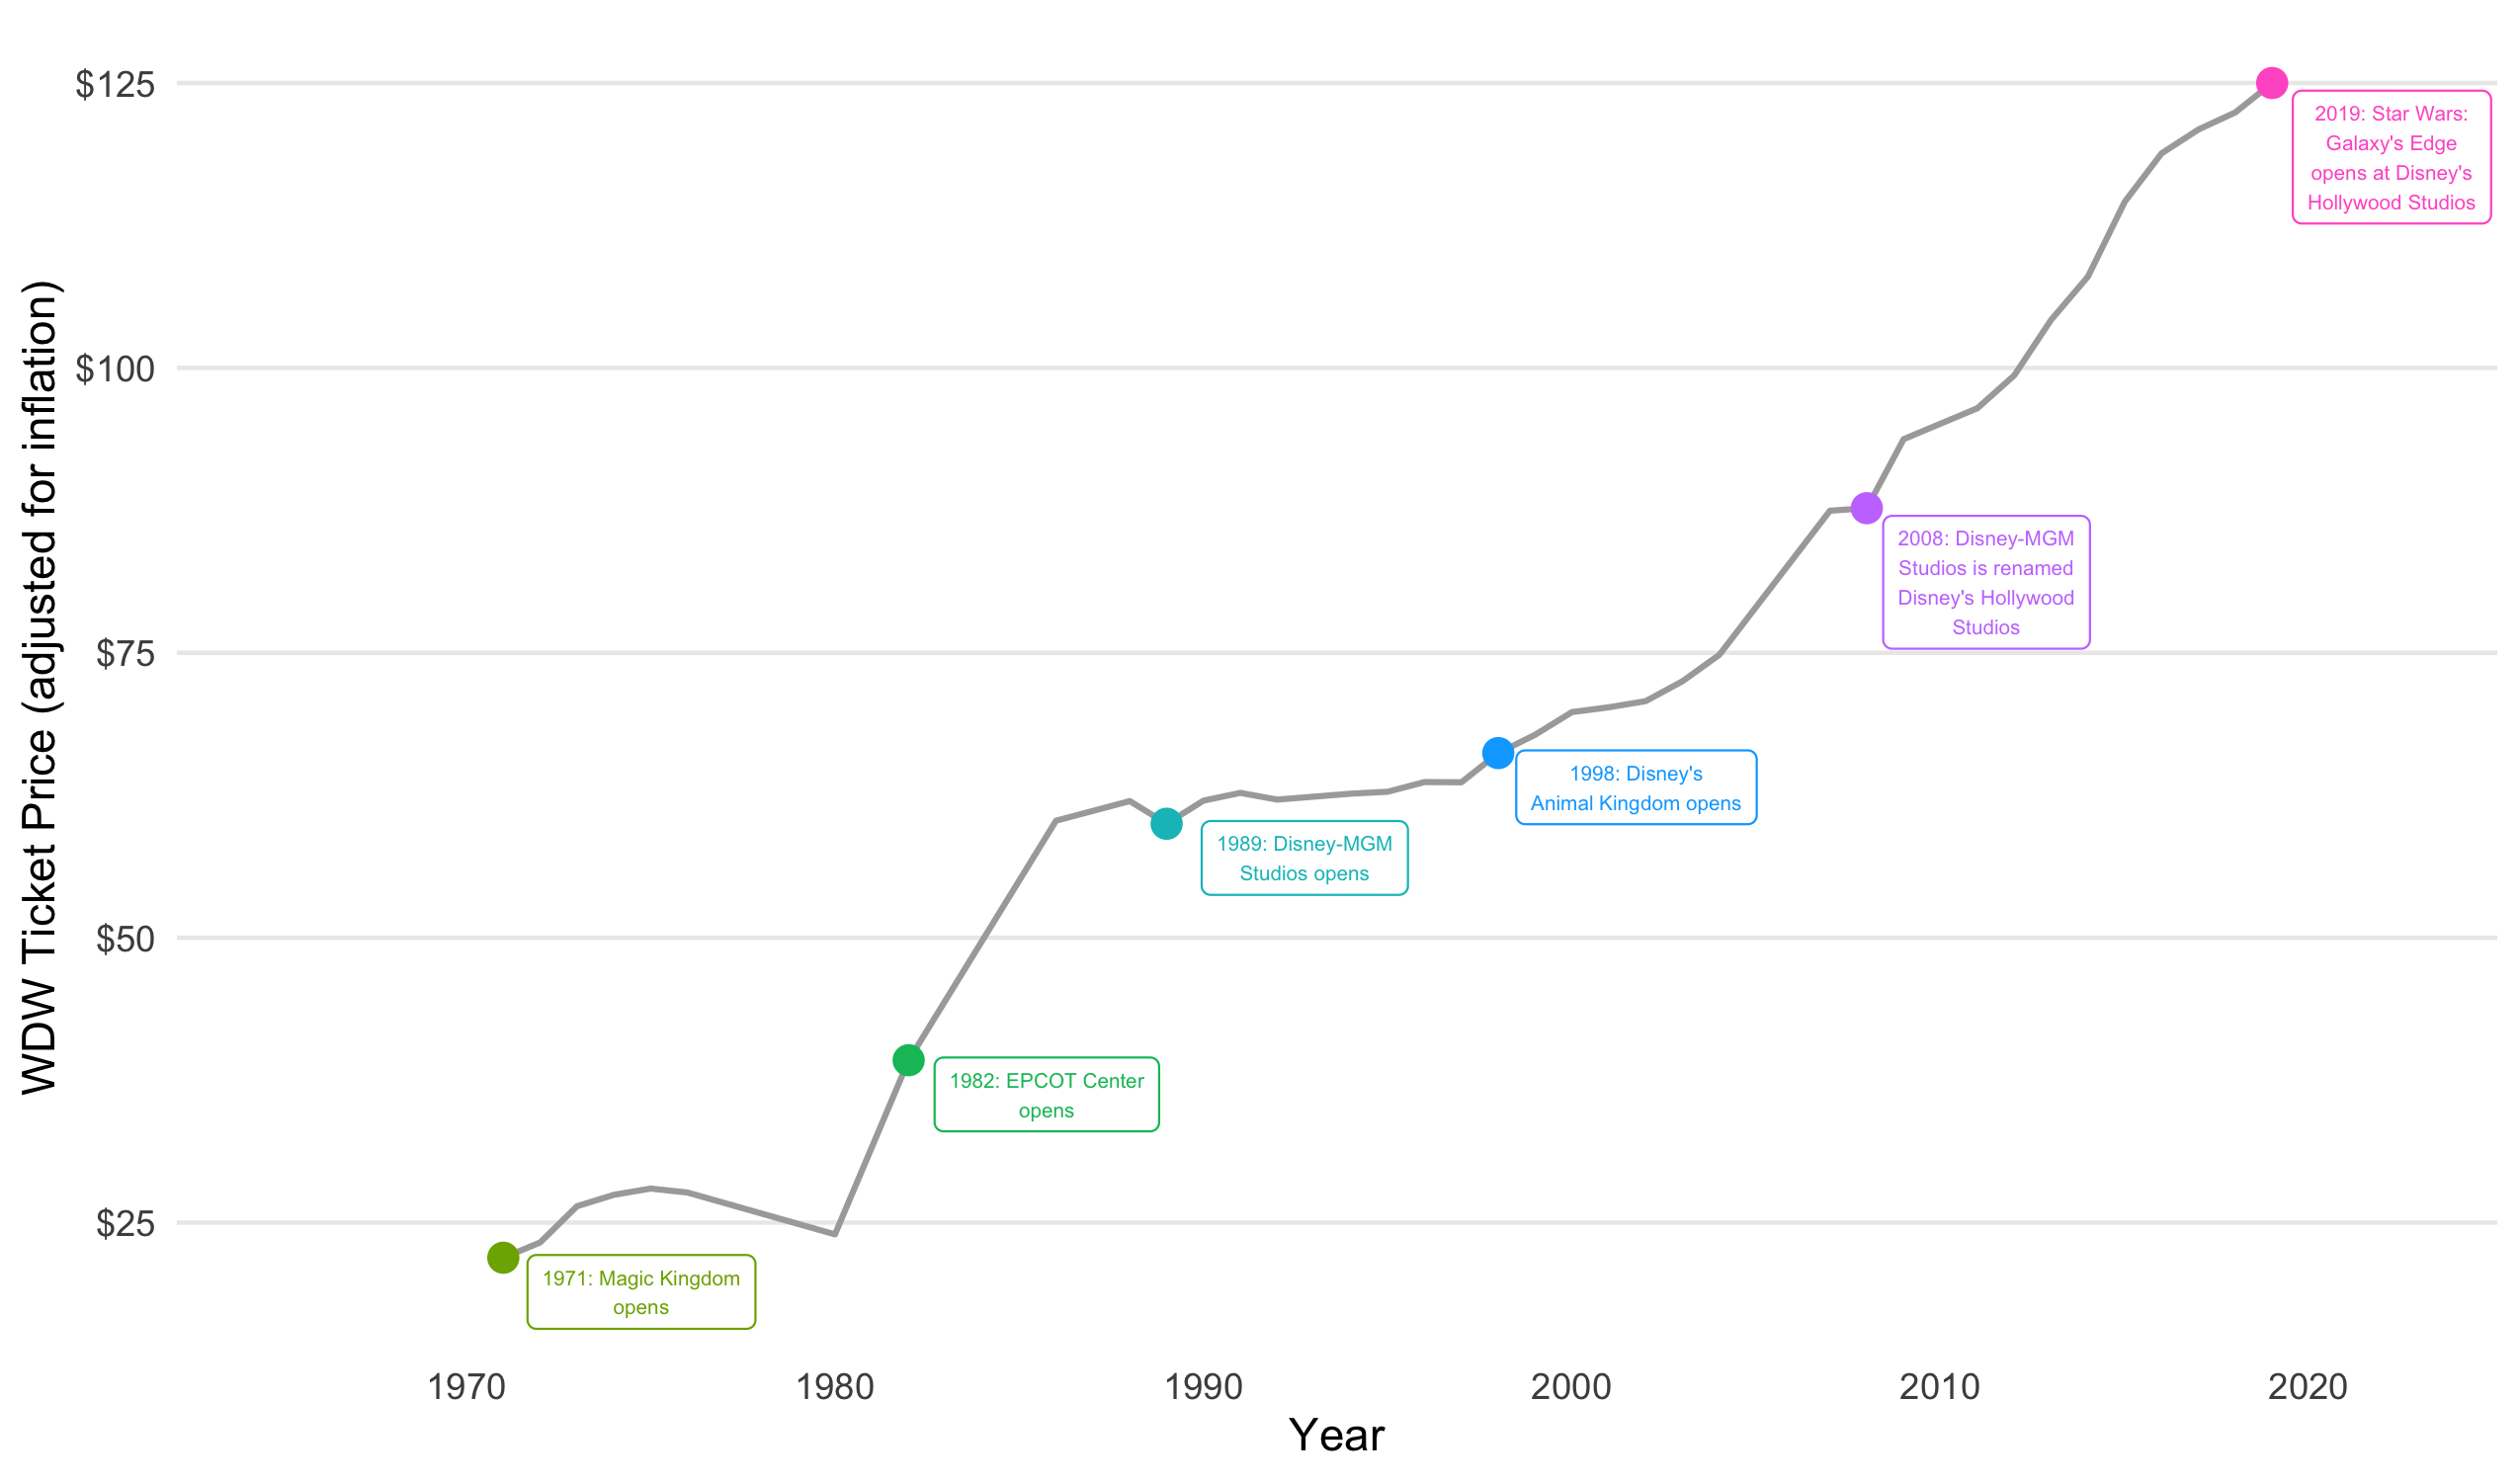 WDW Ticket Price (adjusted for inflation)
$125
$100
$75
$50
$25
2019: Star Wars:
Galaxy's Edge
opens at Disney's
Hollywood Studios
2008: Disney-MGM
Studios is renamed
Disney's Hollywood
Studios
1998: Disney's
Animal Kingdom opens
1989: Disney-MGM
Studios opens
1982: EPCOT Center
opens
1971: Magic Kingdom
opens
1970 1980 1990 2000 2010 2020
Year